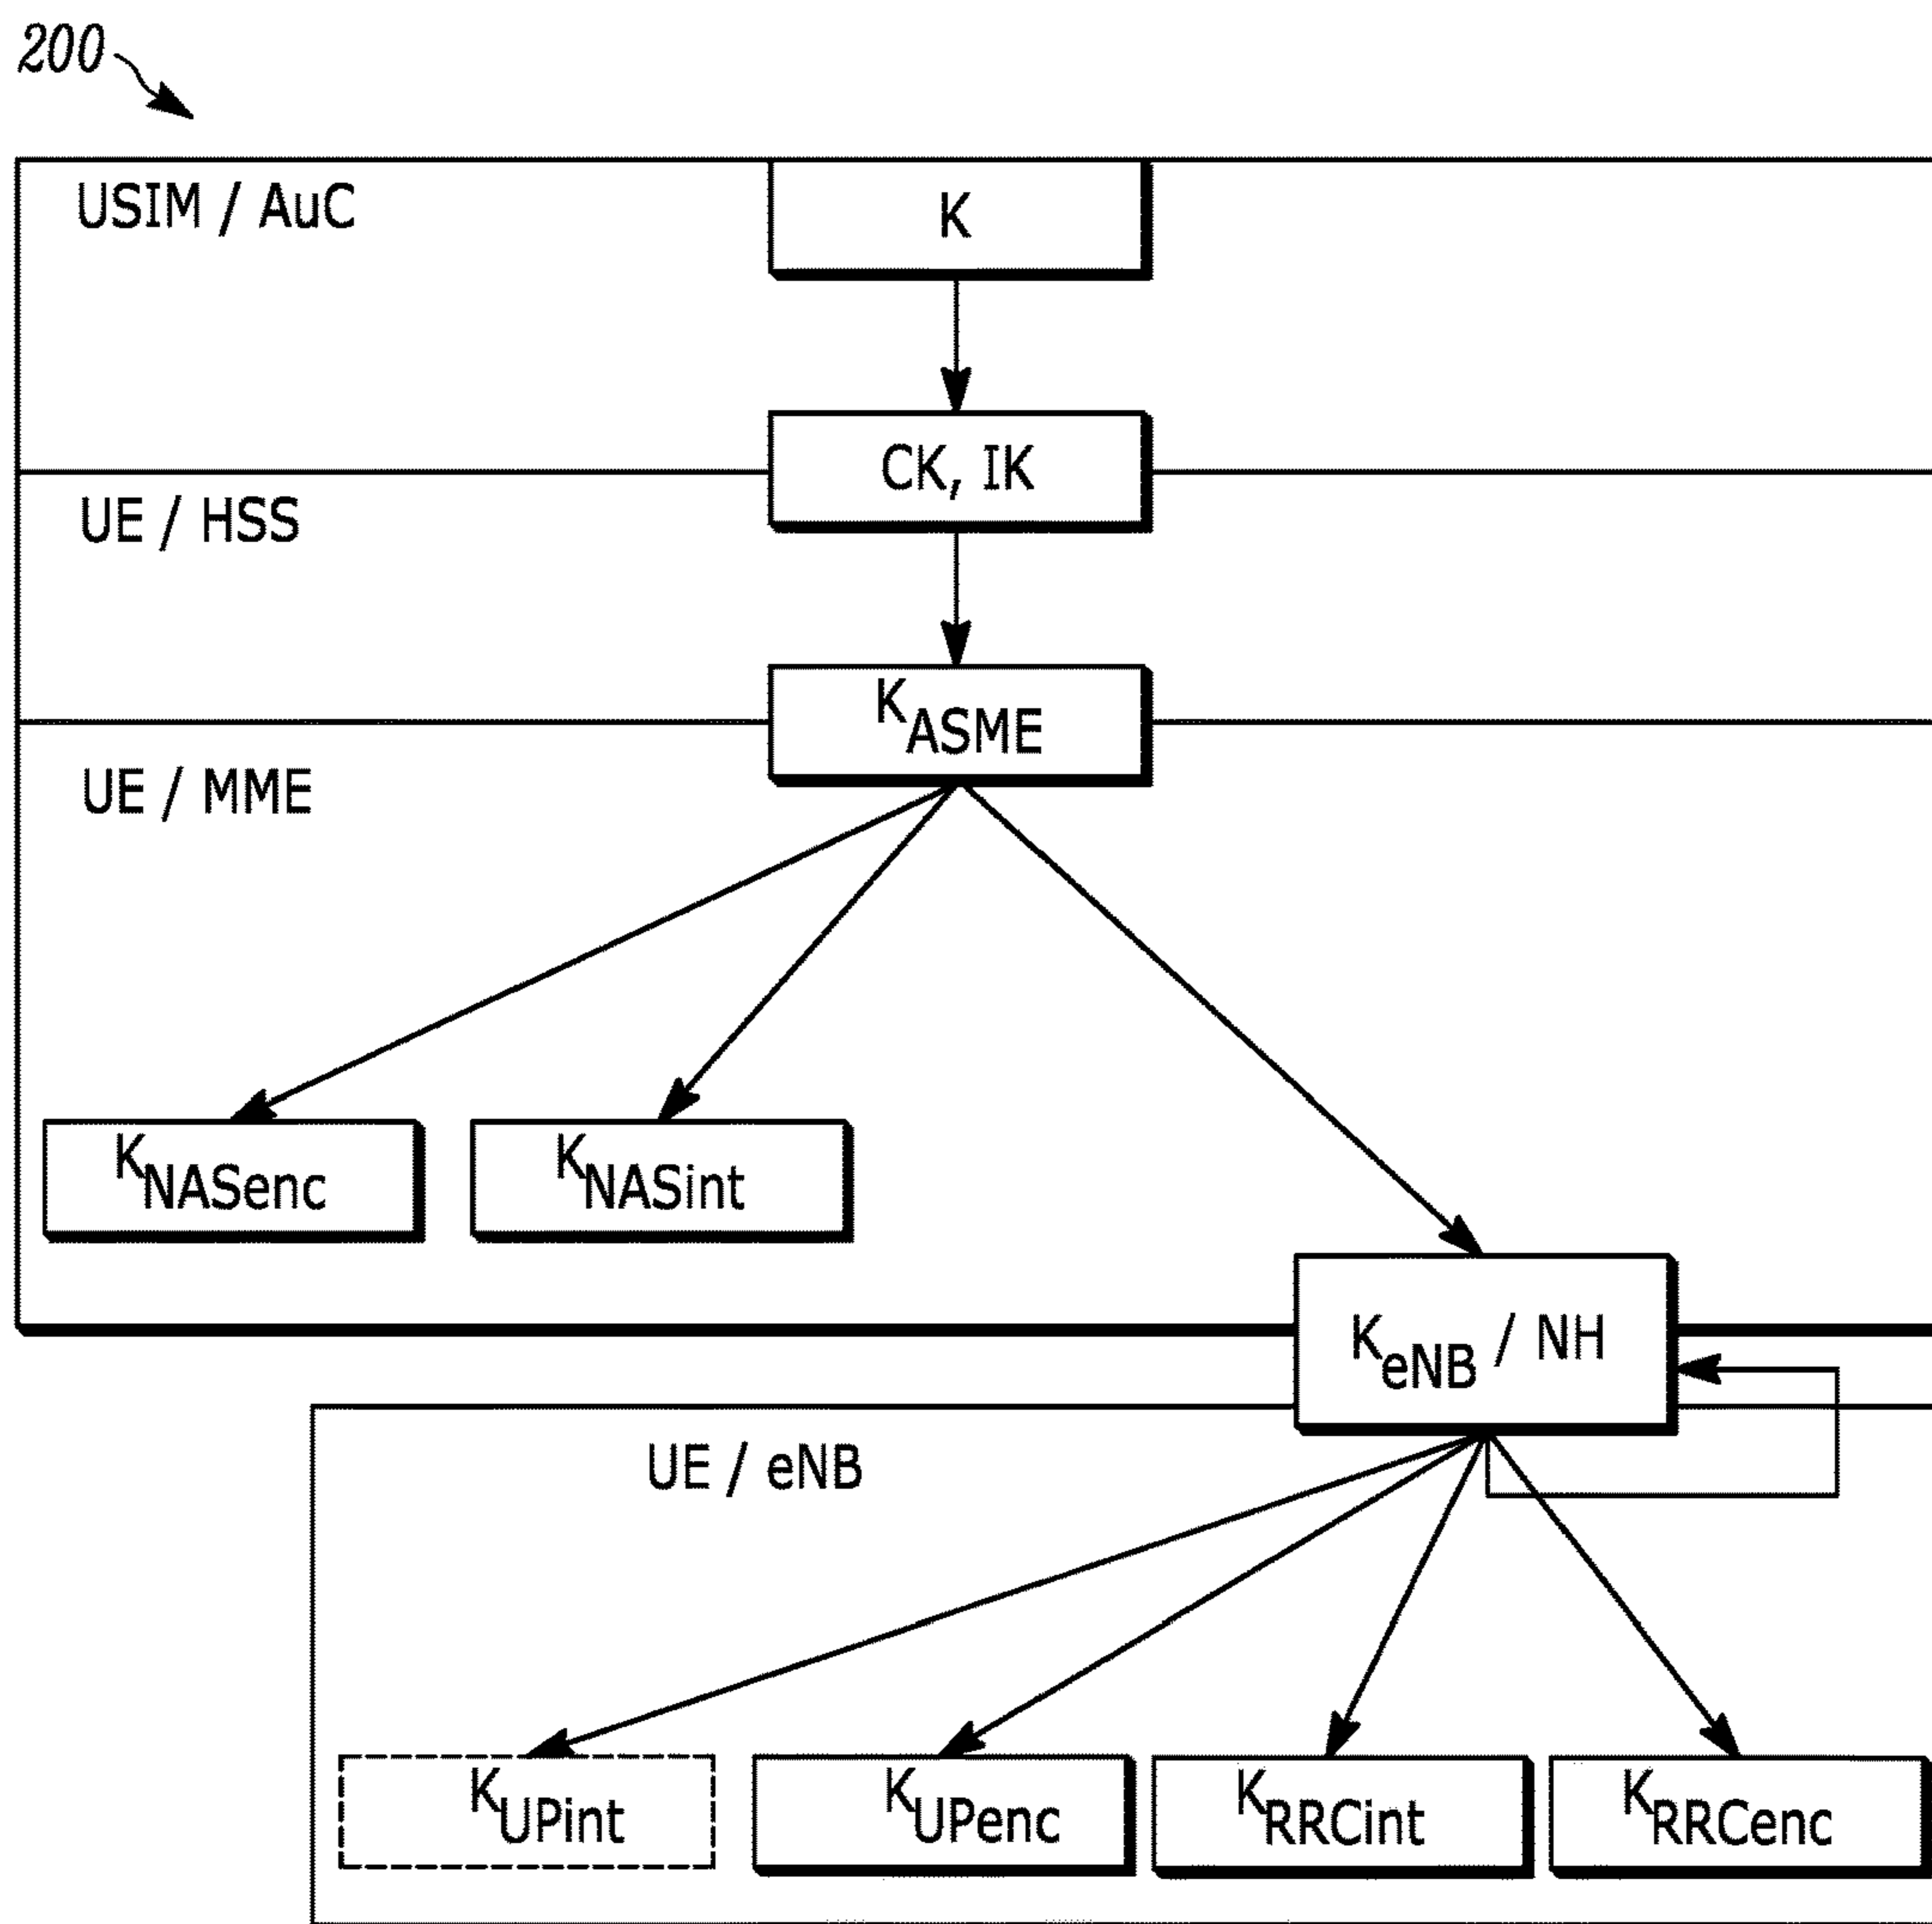 200
USIM / AuC
K
CK, IK
UE / HSS
KASME
UE / MME
KNASenc
KNASint
KeNB / NH
UE / eNB
KUPint
KUPenc
KRRCint
KRRCenc